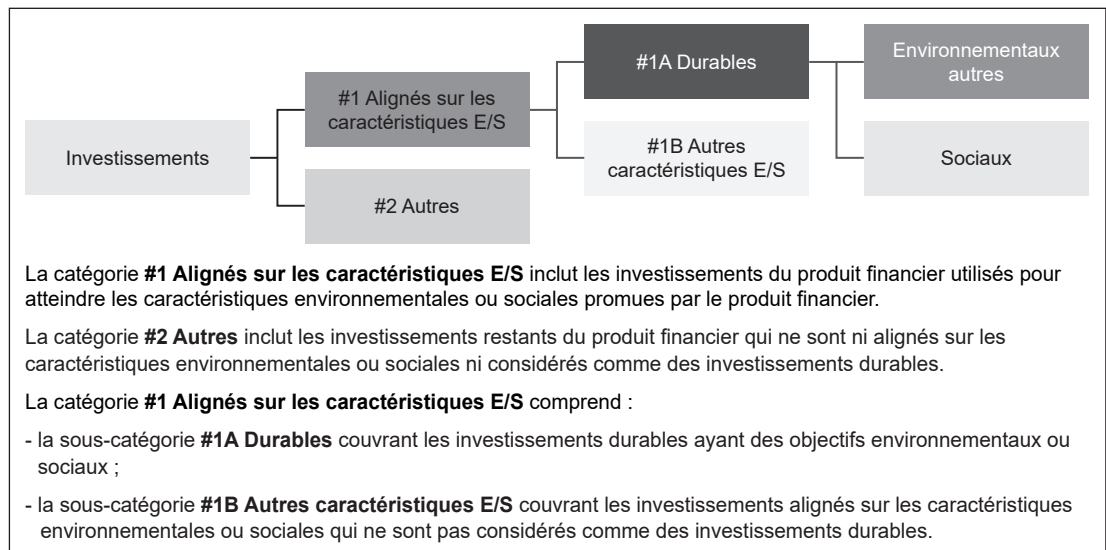 Investissements
#1 Alignés sur les
caractéristiques E/S
#2 Autres
#1A Durables
#1B Autres
caractéristiques E/S
Environnementaux
autres
Sociaux
La catégorie #1 Alignés sur les caractéristiques E/S inclut les investissements du produit financier utilisés pour
atteindre les caractéristiques environnementales ou sociales promues par le produit financier.
La catégorie #2 Autres inclut les investissements restants du produit financier qui ne sont ni alignés sur les
caractéristiques environnementales ou sociales ni considérés comme des investissements durables.
La catégorie #1 Alignés sur les caractéristiques E/S comprend :
- la sous-catégorie #1A Durables couvrant les investissements durables ayant des objectifs environnementaux ou
sociaux ;
- la sous-catégorie #1B Autres caractéristiques E/S couvrant les investissements alignés sur les caractéristiques
environnementales ou sociales qui ne sont pas considérés comme des investissements durables.